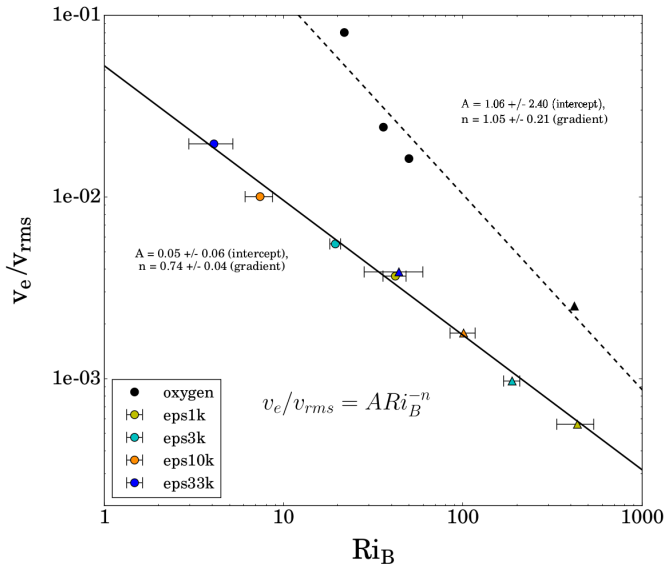 1e-01
A = 1.06 +/- 2.40 (intercept),
n = 1.05 +/- 0.21 (gradient)
1e-02
v_e/v_rms
A = 0.05 +/- 0.06 (intercept),
n = 0.74 +/- 0.04 (gradient)
1e-03
oxygen
eps1k
eps3k
eps10k
eps33k
v_e/v_{rms} = ARi_B^{-n}
1 10 100 1000
Ri_B